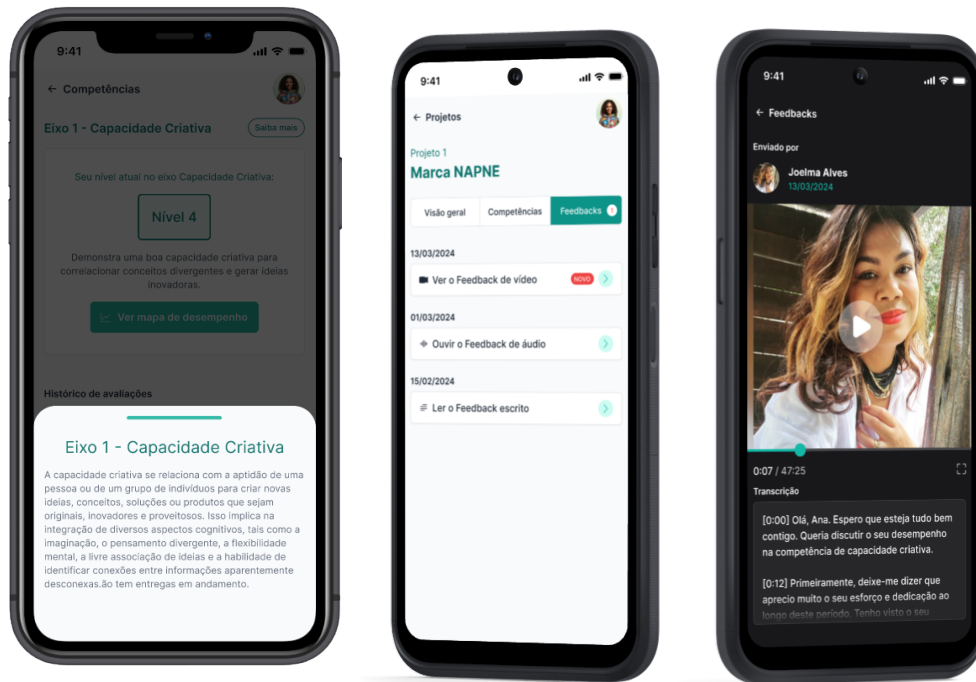 9:41
← Competências
Eixo 1 - Capacidade Criativa
Saiba mais
Seu nível atual no eixo Capacidade Criativa:
Nível 4
Demonstra uma boa capacidade criativa para
correlacionar conceitos divergentes e gerar ideias
inovadoras.
Ver mapa de desempenho
Histórico de avaliações
Eixo 1 - Capacidade Criativa
A capacidade criativa se relaciona com a aptidão de uma
pessoa ou de um grupo de indivíduos para criar novas
ideias, conceitos, soluções ou produtos que sejam
originais, inovadores e proveitosos. Isso implica na
integração de diversos aspectos cognitivos, tais como a
imaginação, o pensamento divergente, a flexibilidade
mental, a livre associação de ideias e a habilidade de
identificar conexões entre informações aparentemente
desconexas.ão tem entregas em andamento.
9:41
← Projetos
Projeto 1
Marca NAPNE
Visão geral
Competências
Feedbacks 1
13/03/2024
Ver o Feedback de vídeo
NOVO
01/03/2024
Ouvir o Feedback de áudio
15/02/2024
Ler o Feedback escrito
9:41
← Feedbacks
Enviado por
Joelma Alves
13/03/2024
0:07 / 47:25
Transcrição
[0:00] Olá, Ana. Espero que esteja tudo bem
contigo. Queria discutir o seu desempenho
na competência de capacidade criativa.
[0:12] Primeiramente, deixe-me dizer que
aprecio muito o seu esforço e dedicação ao
longo deste período. Tenho visto o seu